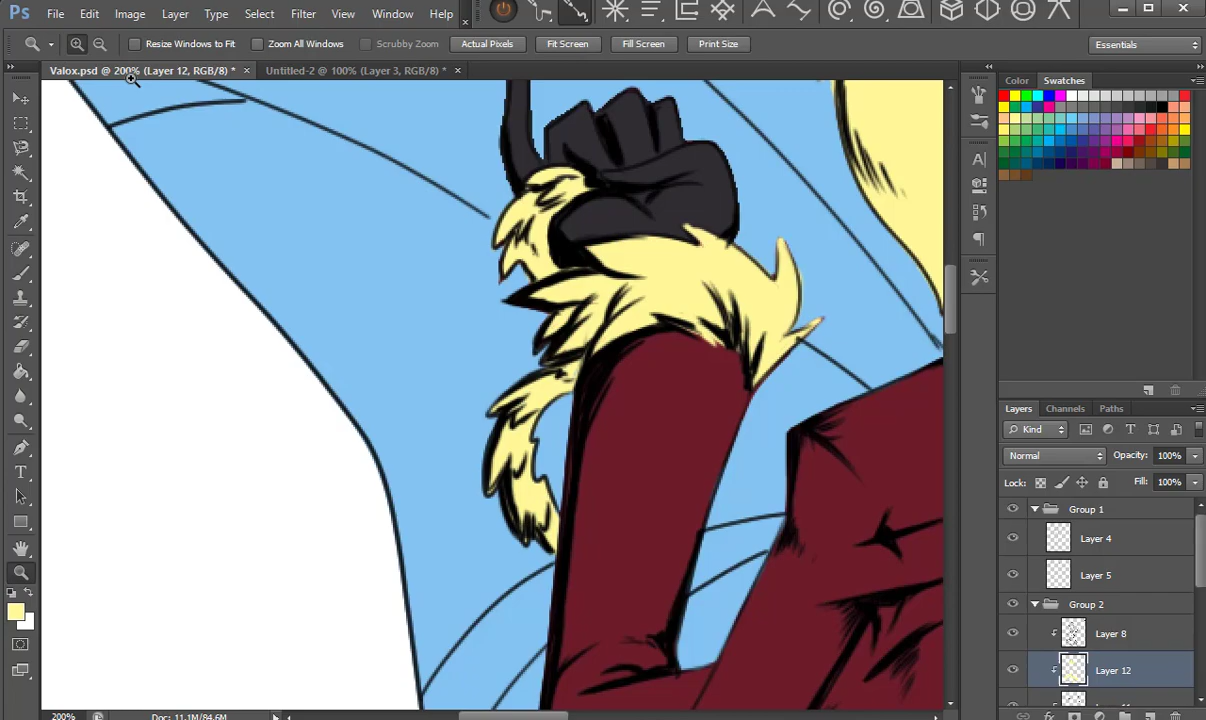 Ps File Edit Image Layer Type Select Filter View Window Help
Resize Windows to Fit Zoom All Windows Scrubby Zoom Actual Pixels Fit Screen Fill Screen Print Size Essentials
Valox.psd @ 200% (Layer 12, RGB/8) * × Untitled-2 @ 100% (Layer 3, RGB/8) * ×
Color Swatches
Layers Channels Paths
Kind
Normal Opacity: 100%
Lock: Fill: 100%
Group 1
Layer 4
Layer 5
Group 2
Layer 8
Layer 12
200% Doc: 11.1M/84.6M